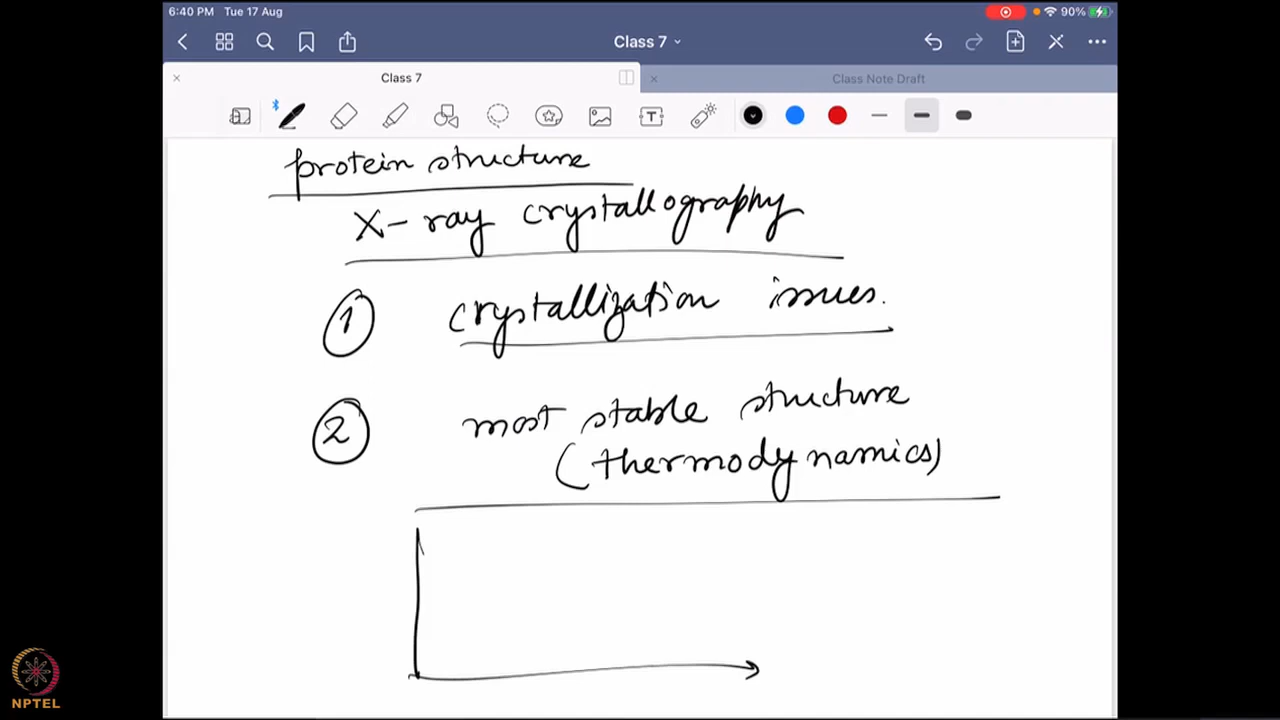 6:40 PM Tue 17 Aug
90%
Class 7
Class 7
Class Note Draft
T
protein structure
X-ray crystallography
1 crystallization issues.
2 most stable structure
(thermodynamics)
NPTEL